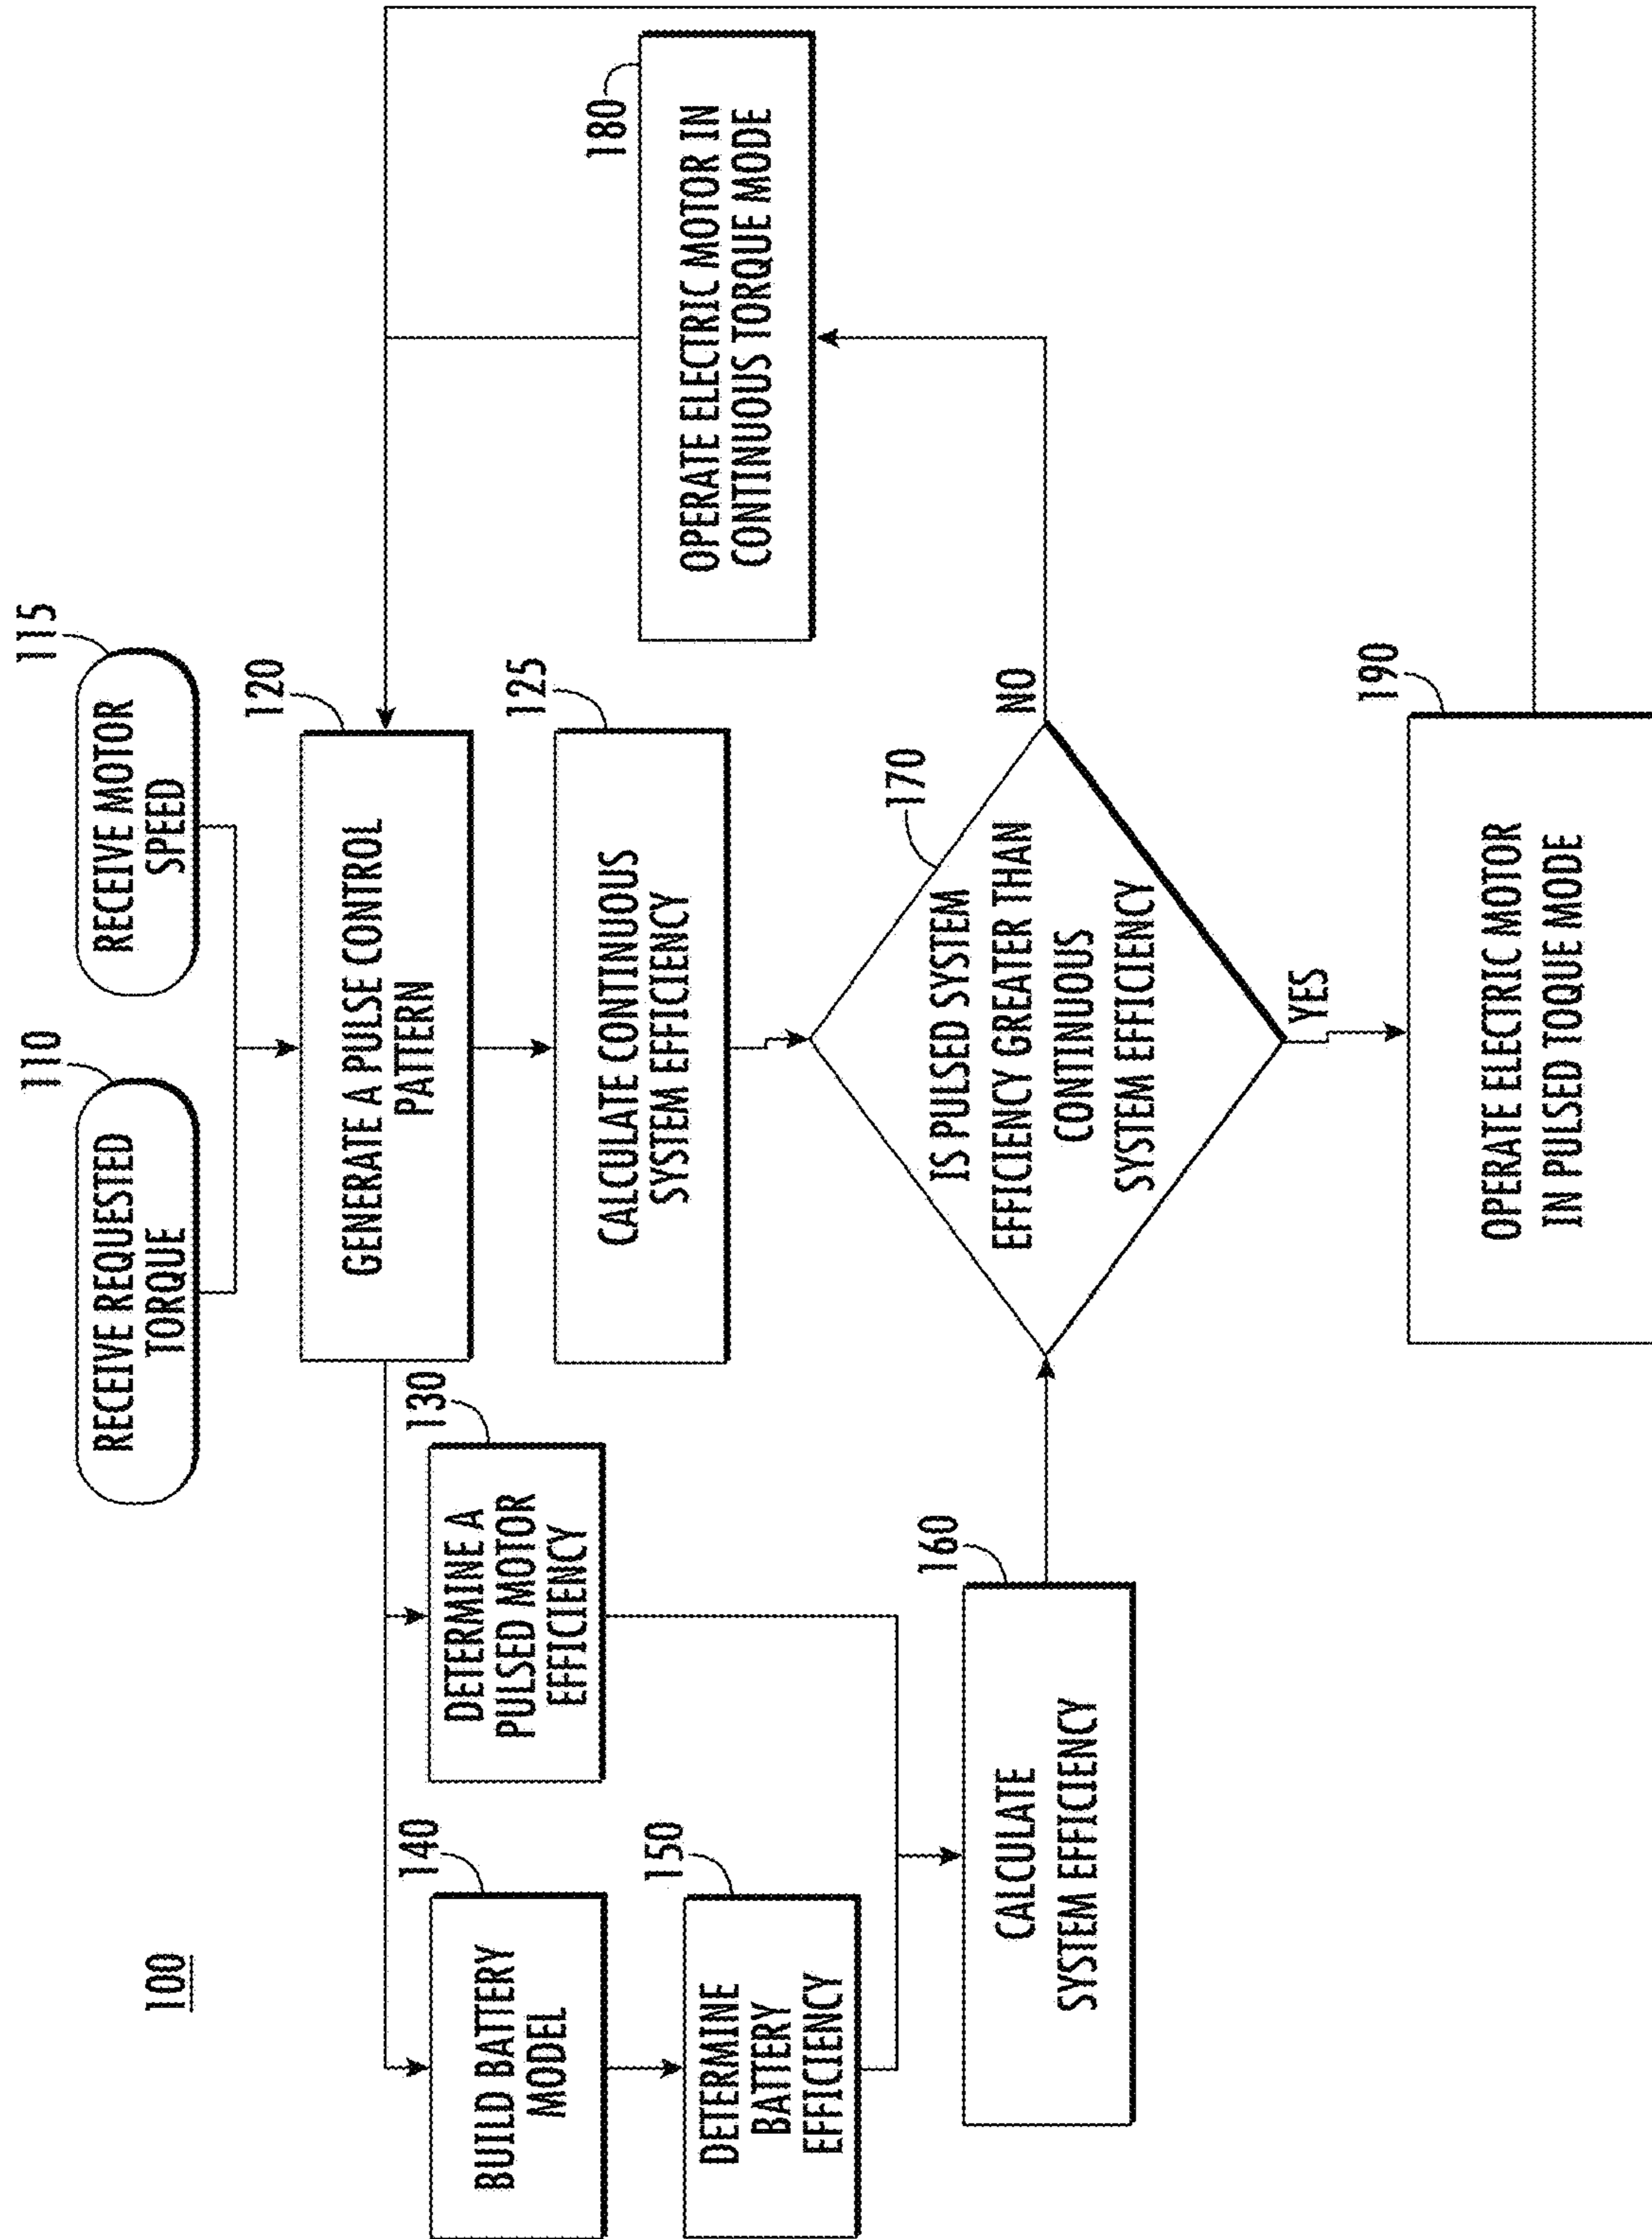 100
110
RECEIVE REQUESTED
TORQUE
115
RECEIVE MOTOR
SPEED
120
GENERATE A PULSE CONTROL
PATTERN
125
CALCULATE CONTINUOUS
SYSTEM EFFICIENCY
130
DETERMINE A
PULSED MOTOR
EFFICIENCY
140
BUILD BATTERY
MODEL
150
DETERMINE
BATTERY
EFFICIENCY
160
CALCULATE
SYSTEM EFFICIENCY
170
IS PULSED SYSTEM
EFFICIENCY GREATER THAN
CONTINUOUS
SYSTEM EFFICIENCY
NO
YES
180
OPERATE ELECTRIC MOTOR IN
CONTINUOUS TORQUE MODE
190
OPERATE ELECTRIC MOTOR
IN PULSED TOQUE MODE